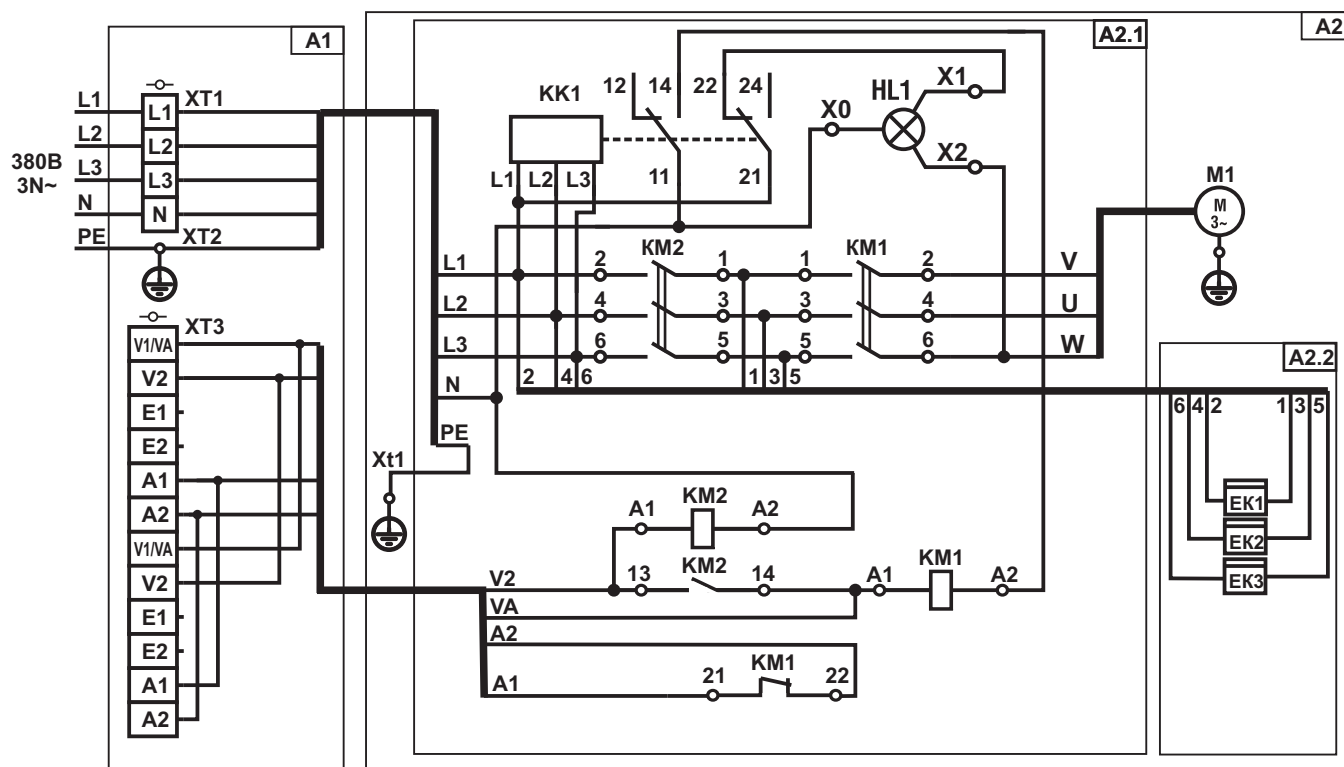 A1
A2.1
A2
XT1
L1 L1
L2 L2
L3 L3
N N
PE XT2
380В
3N~
XT3
V1/VA
V2
E1
E2
A1
A2
V1/VA
V2
E1
E2
A1
A2
KK1
12 14 22 24
11 21
L1 L2 L3
X0 HL1 X1
X2
M1
M
3~
L1 2 КМ2 1 1 КМ1 2 V
L2 4 3 3 4 U
L3 6 5 5 6 W
N 2 4 6 1 3 5
PE
Xt1
A2.2
6 4 2 1 3 5
EK1
EK2
EK3
A1 KM2 A2
V2 13 KM2 14 A1 KM1 A2
VA
A2
A1 21 KM1 22